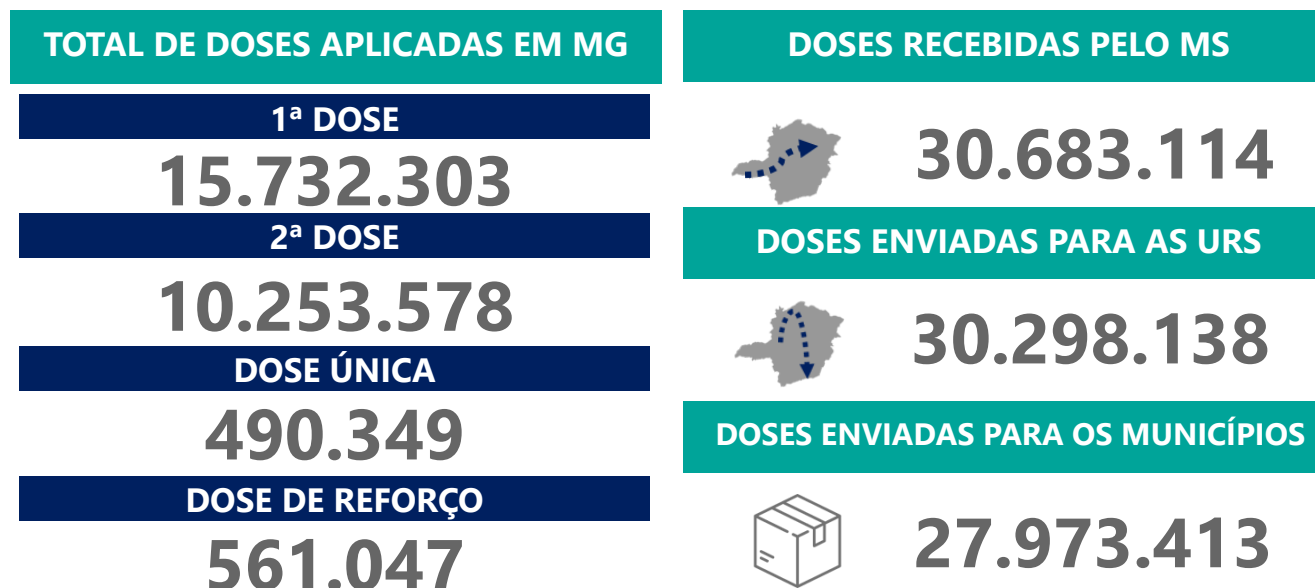 TOTAL DE DOSES APLICADAS EM MG
1ª DOSE
15.732.303
2ª DOSE
10.253.578
DOSE ÚNICA
490.349
DOSE DE REFORÇO
561.047
DOSES RECEBIDAS PELO MS
30.683.114
DOSES ENVIADAS PARA AS URS
30.298.138
DOSES ENVIADAS PARA OS MUNICÍPIOS
27.973.413